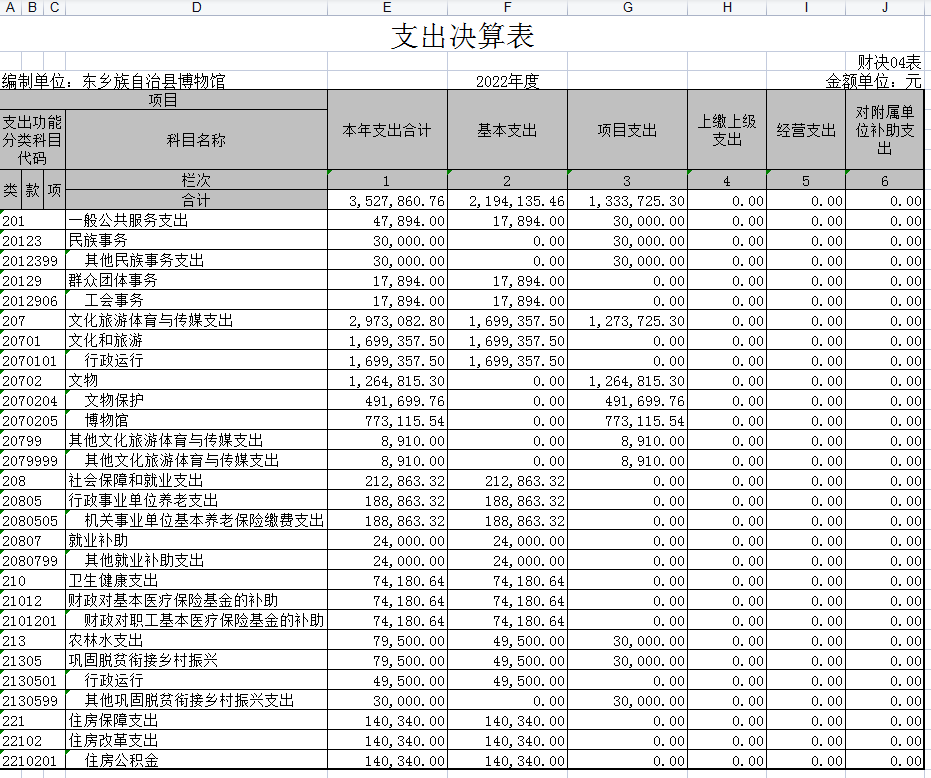 A B C D E F G H I J
支出决算表
财决04表
编制单位：东乡族自治县博物馆 2022年度 金额单位：元
项目 本年支出合计 基本支出 项目支出 上缴上级支出 经营支出 对附属单位补助支出
支出功能分类科目代码 科目名称
类 款 项 栏次 1 2 3 4 5 6
合计 3,527,860.76 2,194,135.46 1,333,725.30 0.00 0.00 0.00
201 一般公共服务支出 47,894.00 17,894.00 30,000.00 0.00 0.00 0.00
20123 民族事务 30,000.00 0.00 30,000.00 0.00 0.00 0.00
2012399 其他民族事务支出 30,000.00 0.00 30,000.00 0.00 0.00 0.00
20129 群众团体事务 17,894.00 17,894.00 0.00 0.00 0.00 0.00
2012906 工会事务 17,894.00 17,894.00 0.00 0.00 0.00 0.00
207 文化旅游体育与传媒支出 2,973,082.80 1,699,357.50 1,273,725.30 0.00 0.00 0.00
20701 文化和旅游 1,699,357.50 1,699,357.50 0.00 0.00 0.00 0.00
2070101 行政运行 1,699,357.50 1,699,357.50 0.00 0.00 0.00 0.00
20702 文物 1,264,815.30 0.00 1,264,815.30 0.00 0.00 0.00
2070204 文物保护 491,699.76 0.00 491,699.76 0.00 0.00 0.00
2070205 博物馆 773,115.54 0.00 773,115.54 0.00 0.00 0.00
20799 其他文化旅游体育与传媒支出 8,910.00 0.00 8,910.00 0.00 0.00 0.00
2079999 其他文化旅游体育与传媒支出 8,910.00 0.00 8,910.00 0.00 0.00 0.00
208 社会保障和就业支出 212,863.32 212,863.32 0.00 0.00 0.00 0.00
20805 行政事业单位养老支出 188,863.32 188,863.32 0.00 0.00 0.00 0.00
2080505 机关事业单位基本养老保险缴费支出 188,863.32 188,863.32 0.00 0.00 0.00 0.00
20807 就业补助 24,000.00 24,000.00 0.00 0.00 0.00 0.00
2080799 其他就业补助支出 24,000.00 24,000.00 0.00 0.00 0.00 0.00
210 卫生健康支出 74,180.64 74,180.64 0.00 0.00 0.00 0.00
21012 财政对基本医疗保险基金的补助 74,180.64 74,180.64 0.00 0.00 0.00 0.00
2101201 财政对职工基本医疗保险基金的补助 74,180.64 74,180.64 0.00 0.00 0.00 0.00
213 农林水支出 79,500.00 49,500.00 30,000.00 0.00 0.00 0.00
21305 巩固脱贫衔接乡村振兴 79,500.00 49,500.00 30,000.00 0.00 0.00 0.00
2130501 行政运行 49,500.00 49,500.00 0.00 0.00 0.00 0.00
2130599 其他巩固脱贫衔接乡村振兴支出 30,000.00 0.00 30,000.00 0.00 0.00 0.00
221 住房保障支出 140,340.00 140,340.00 0.00 0.00 0.00 0.00
22102 住房改革支出 140,340.00 140,340.00 0.00 0.00 0.00 0.00
2210201 住房公积金 140,340.00 140,340.00 0.00 0.00 0.00 0.00